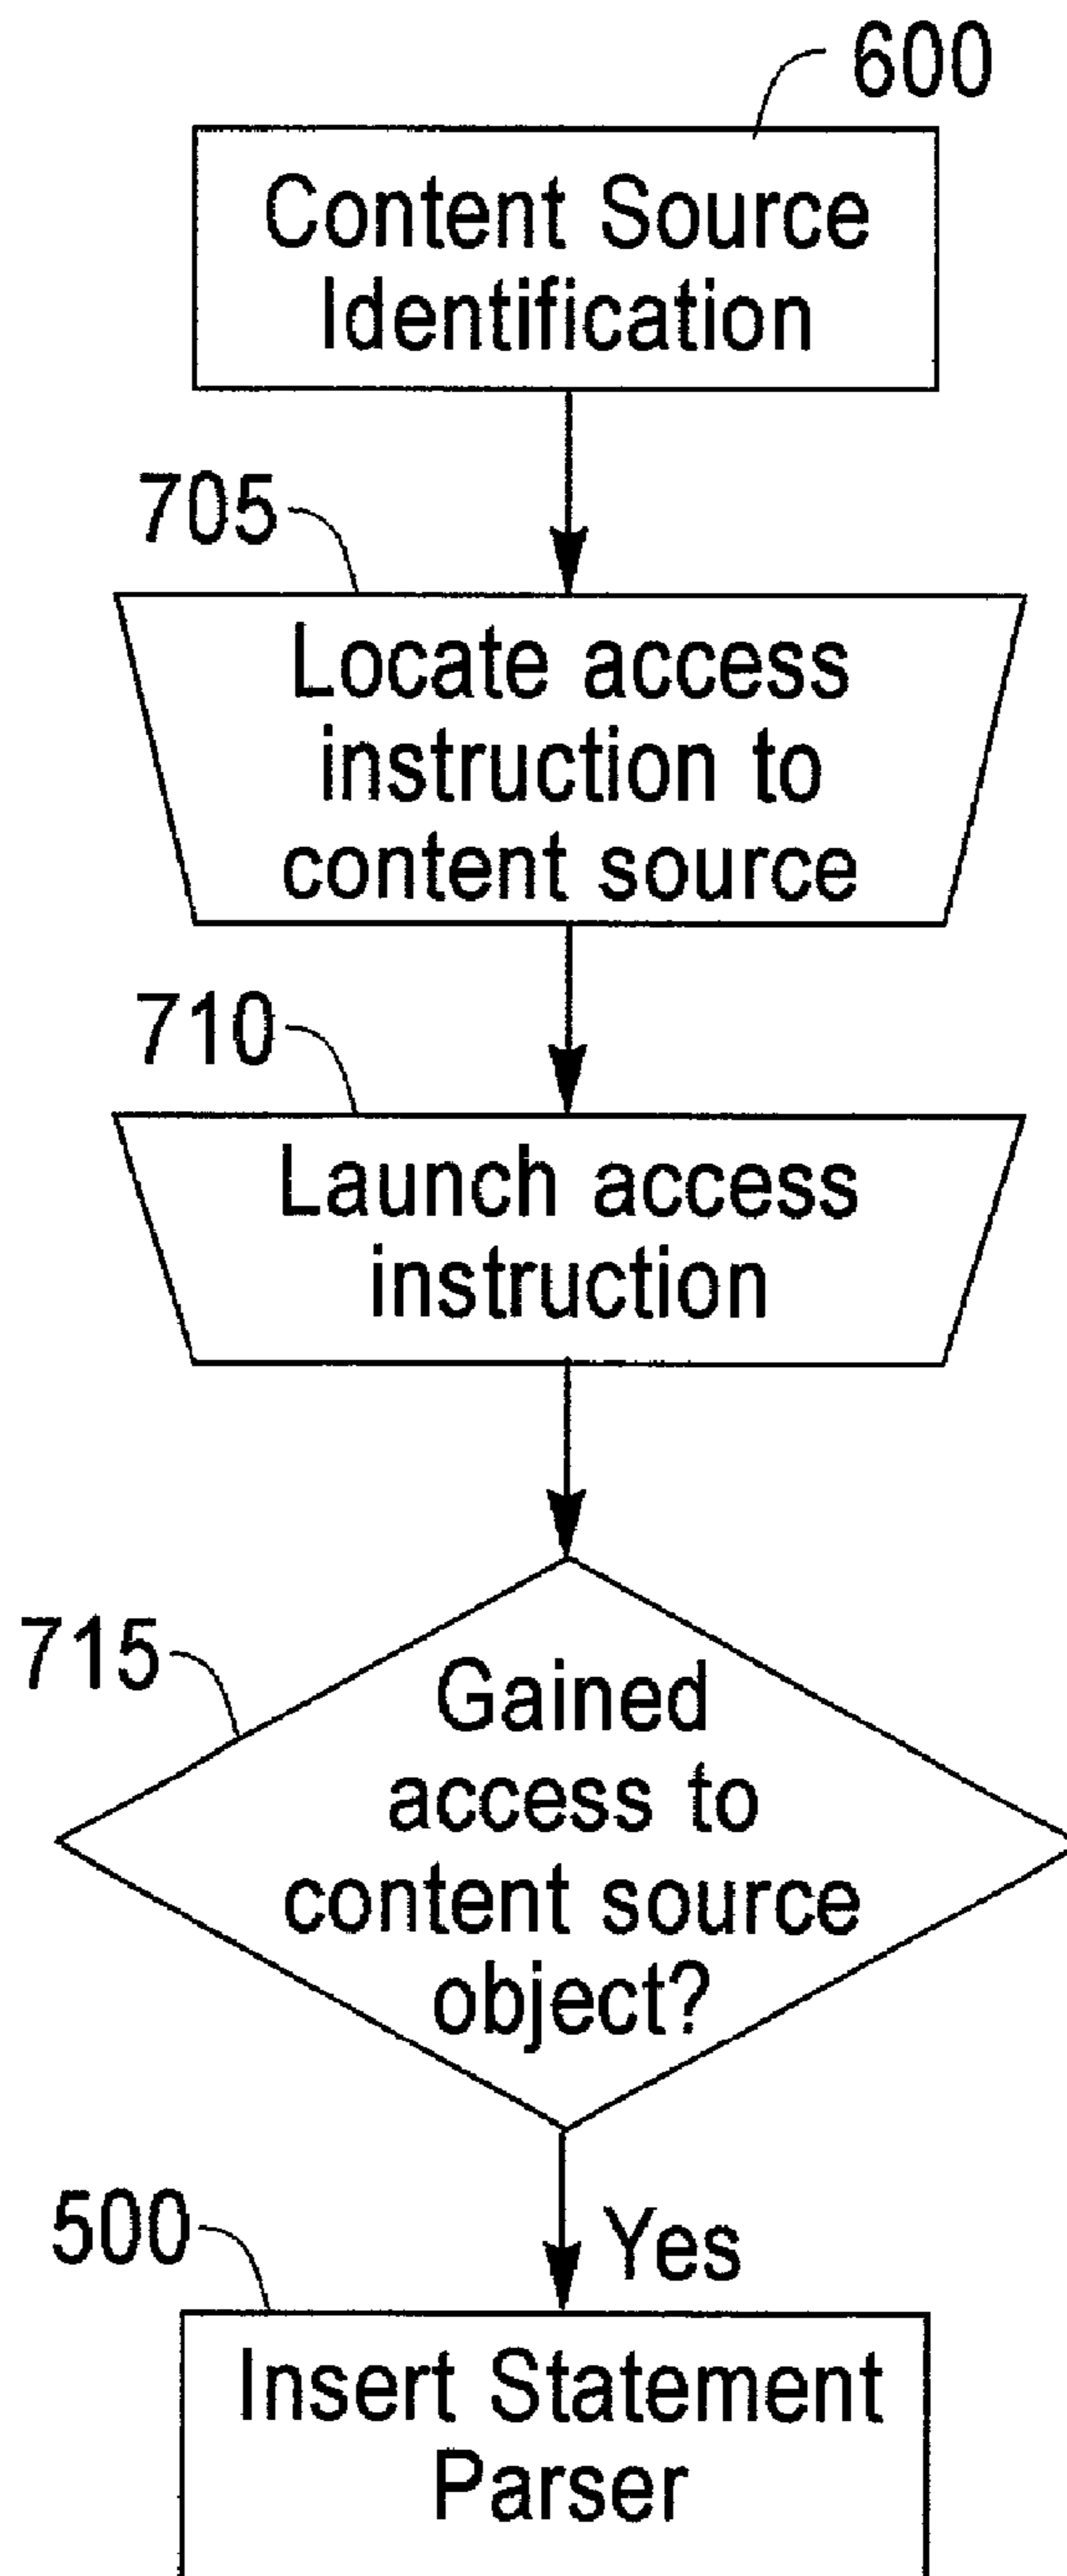 600
Content Source
Identification
705
Locate access
instruction to
content source
710
Launch access
instruction
715
Gained
access to
content source
object?
Yes
500
Insert Statement
Parser